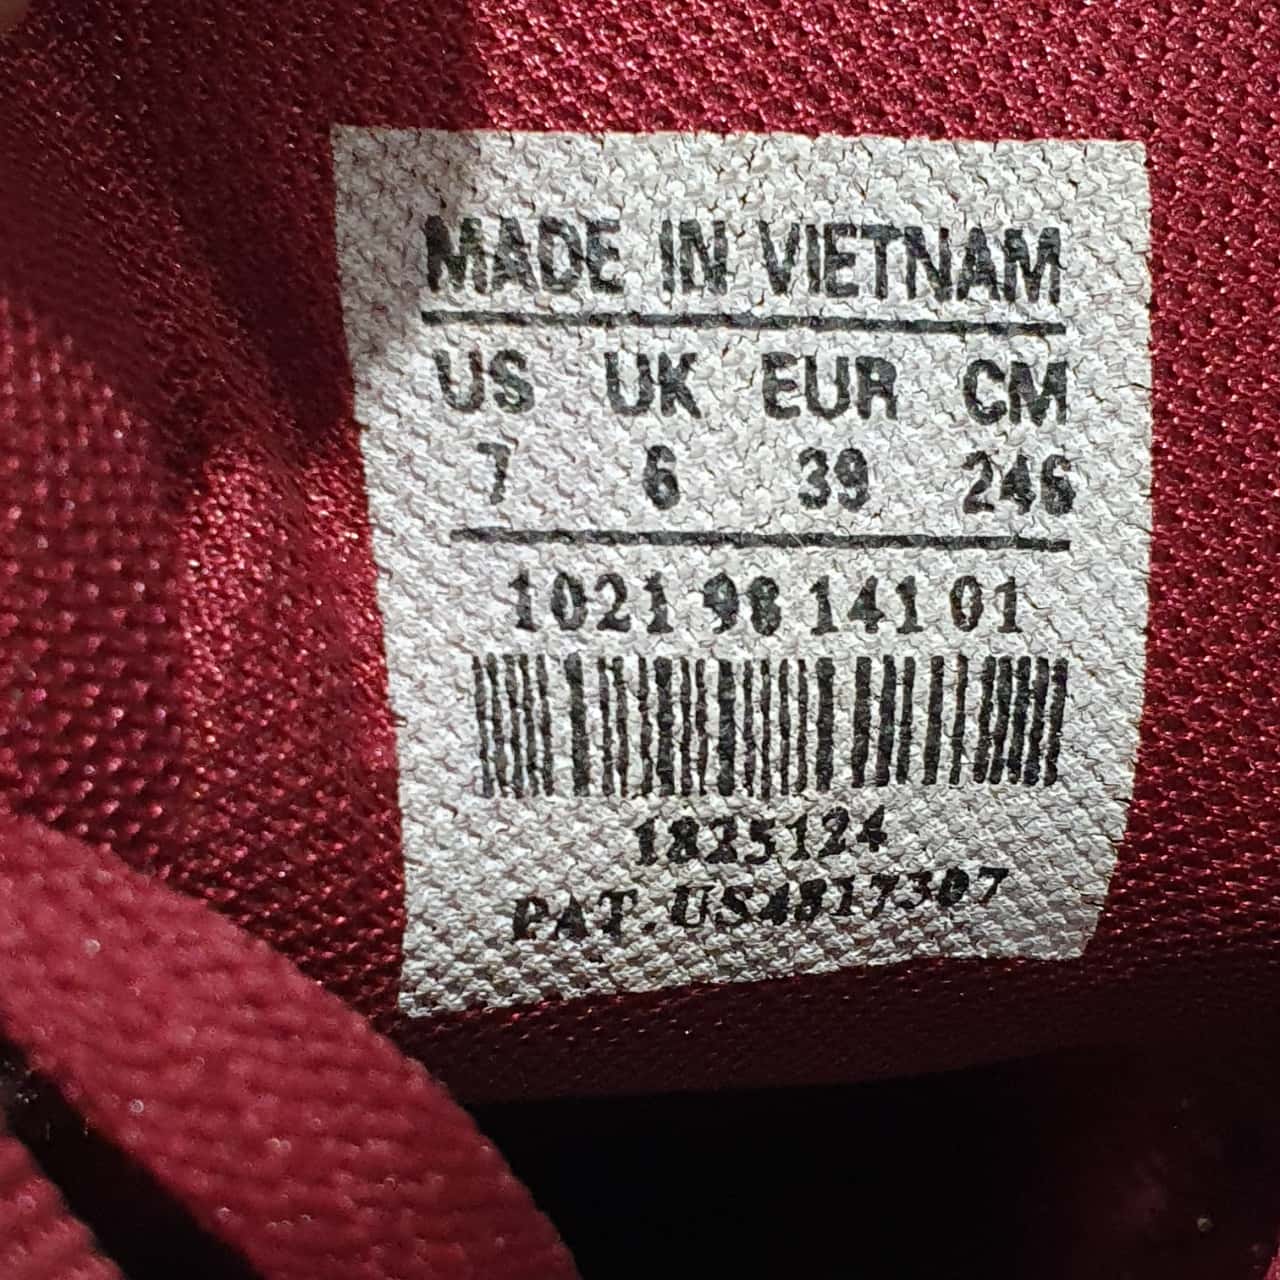 MADE IN VIETNAM
US UK EUR CM
7 6 39 246
1021 98 141 01
1825124
PAT. US4817307